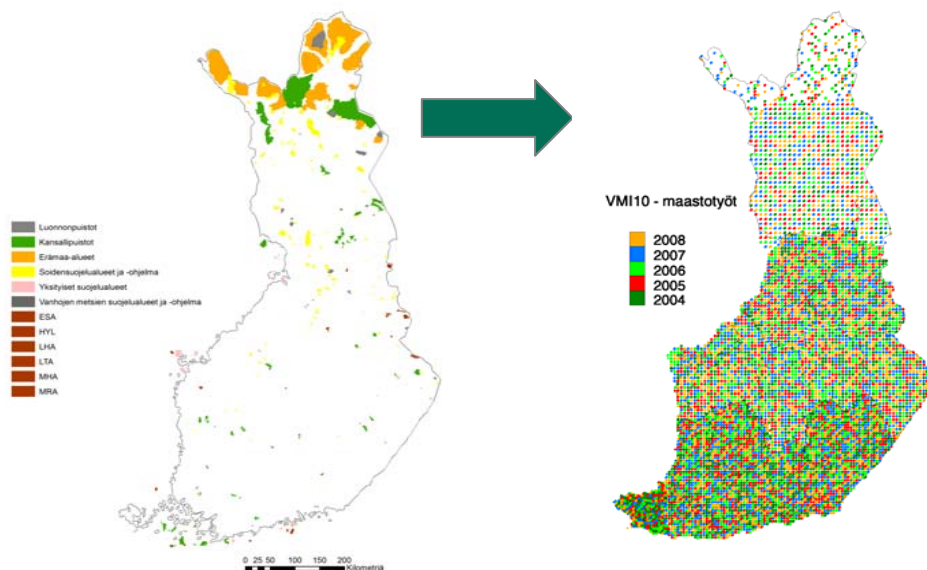 Luonnonpuistot
Kansallipuistot
Erämaa-alueet
Soidensuojelualueet ja -ohjelma
Yksityiset suojelualueet
Vanhojen metsien suojelualueet ja -ohjelma
ESA
HYL
LHA
LTA
MHA
MRA
0 25 50 100 150 200
Kilometriä
VMI10 - maastotyöt
2008
2007
2006
2005
2004